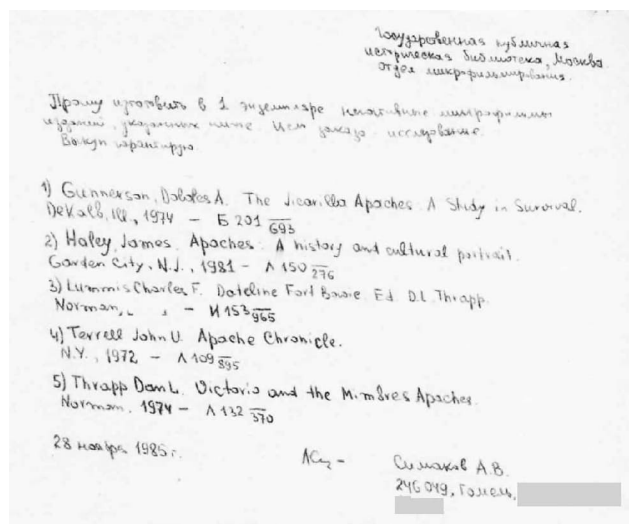 Государственная публичная
историческая библиотека, Москва.
Отдел микрофильмирования.
Прошу изготовить в 1 экземпляре негативные микрофильмы
изданий, указанных ниже. Цель заказа - исследование.
Выкуп гарантирую.
1) Gunnerson, Dolores A. The Jicarilla Apaches. A Study in Survival.
DeKalb, Ill., 1974 — Б 201/693
2) Haley, James. Apaches: A history and cultural portrait.
Garden City, N.J., 1981 - Л 150/276
3) Lummis Charles F. Dateline Fort Bowie. Ed. D.L. Thrapp.
Norman, — И 153/965
4) Terrell John U. Apache Chronicle.
N.Y., 1972 — Л 109/895
5) Thrapp Dan L. Victorio and the Mimbres Apaches.
Norman. 1974 — Л 132/370
28 ноября 1985 г.
Симаков А.В.
246049, Гомель,